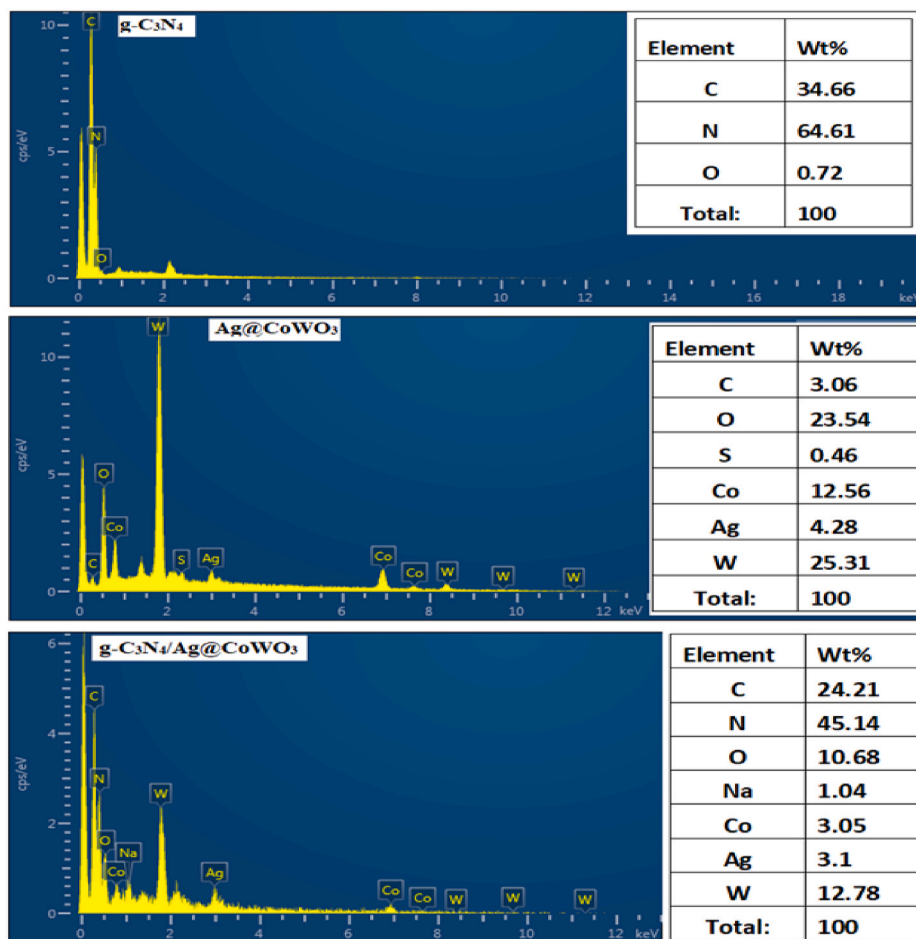 g-C₃N₄
10
5
0
cps/eV
C
N
O
0 2 4 6 8 10 12 14 16 18 keV
Element Wt%
C 34.66
N 64.61
O 0.72
Total: 100
Ag@CoWO₃
10
5
0
cps/eV
W
O
Co
C
S
Ag
Co
Co
W
W
W
0 2 4 6 8 10 12 keV
Element Wt%
C 3.06
O 23.54
S 0.46
Co 12.56
Ag 4.28
W 25.31
Total: 100
g-C₃N₄/Ag@CoWO₃
6
4
2
0
cps/eV
C
N
W
O
Na
Co
Ag
Co
Co
W
W
W
0 2 4 6 8 10 12 keV
Element Wt%
C 24.21
N 45.14
O 10.68
Na 1.04
Co 3.05
Ag 3.1
W 12.78
Total: 100